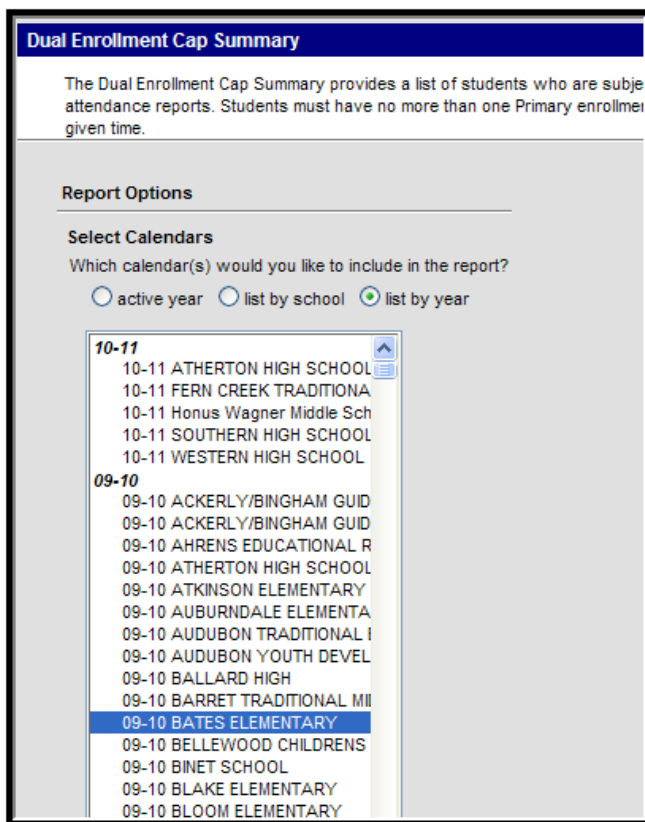 Dual Enrollment Cap Summary
The Dual Enrollment Cap Summary provides a list of students who are subje
attendance reports. Students must have no more than one Primary enrollme
given time.
Report Options
Select Calendars
Which calendar(s) would you like to include in the report?
active year list by school list by year
10-11
10-11 ATHERTON HIGH SCHOOL
10-11 FERN CREEK TRADITIONA
10-11 Honus Wagner Middle Sch
10-11 SOUTHERN HIGH SCHOOL
10-11 WESTERN HIGH SCHOOL
09-10
09-10 ACKERLY/BINGHAM GUID
09-10 ACKERLY/BINGHAM GUID
09-10 AHRENS EDUCATIONAL R
09-10 ATHERTON HIGH SCHOOL
09-10 ATKINSON ELEMENTARY
09-10 AUBURNDALE ELEMENTA
09-10 AUDUBON TRADITIONAL
09-10 AUDUBON YOUTH DEVEL
09-10 BALLARD HIGH
09-10 BARRET TRADITIONAL MI
09-10 BATES ELEMENTARY
09-10 BELLEWOOD CHILDRENS
09-10 BINET SCHOOL
09-10 BLAKE ELEMENTARY
09-10 BLOOM ELEMENTARY